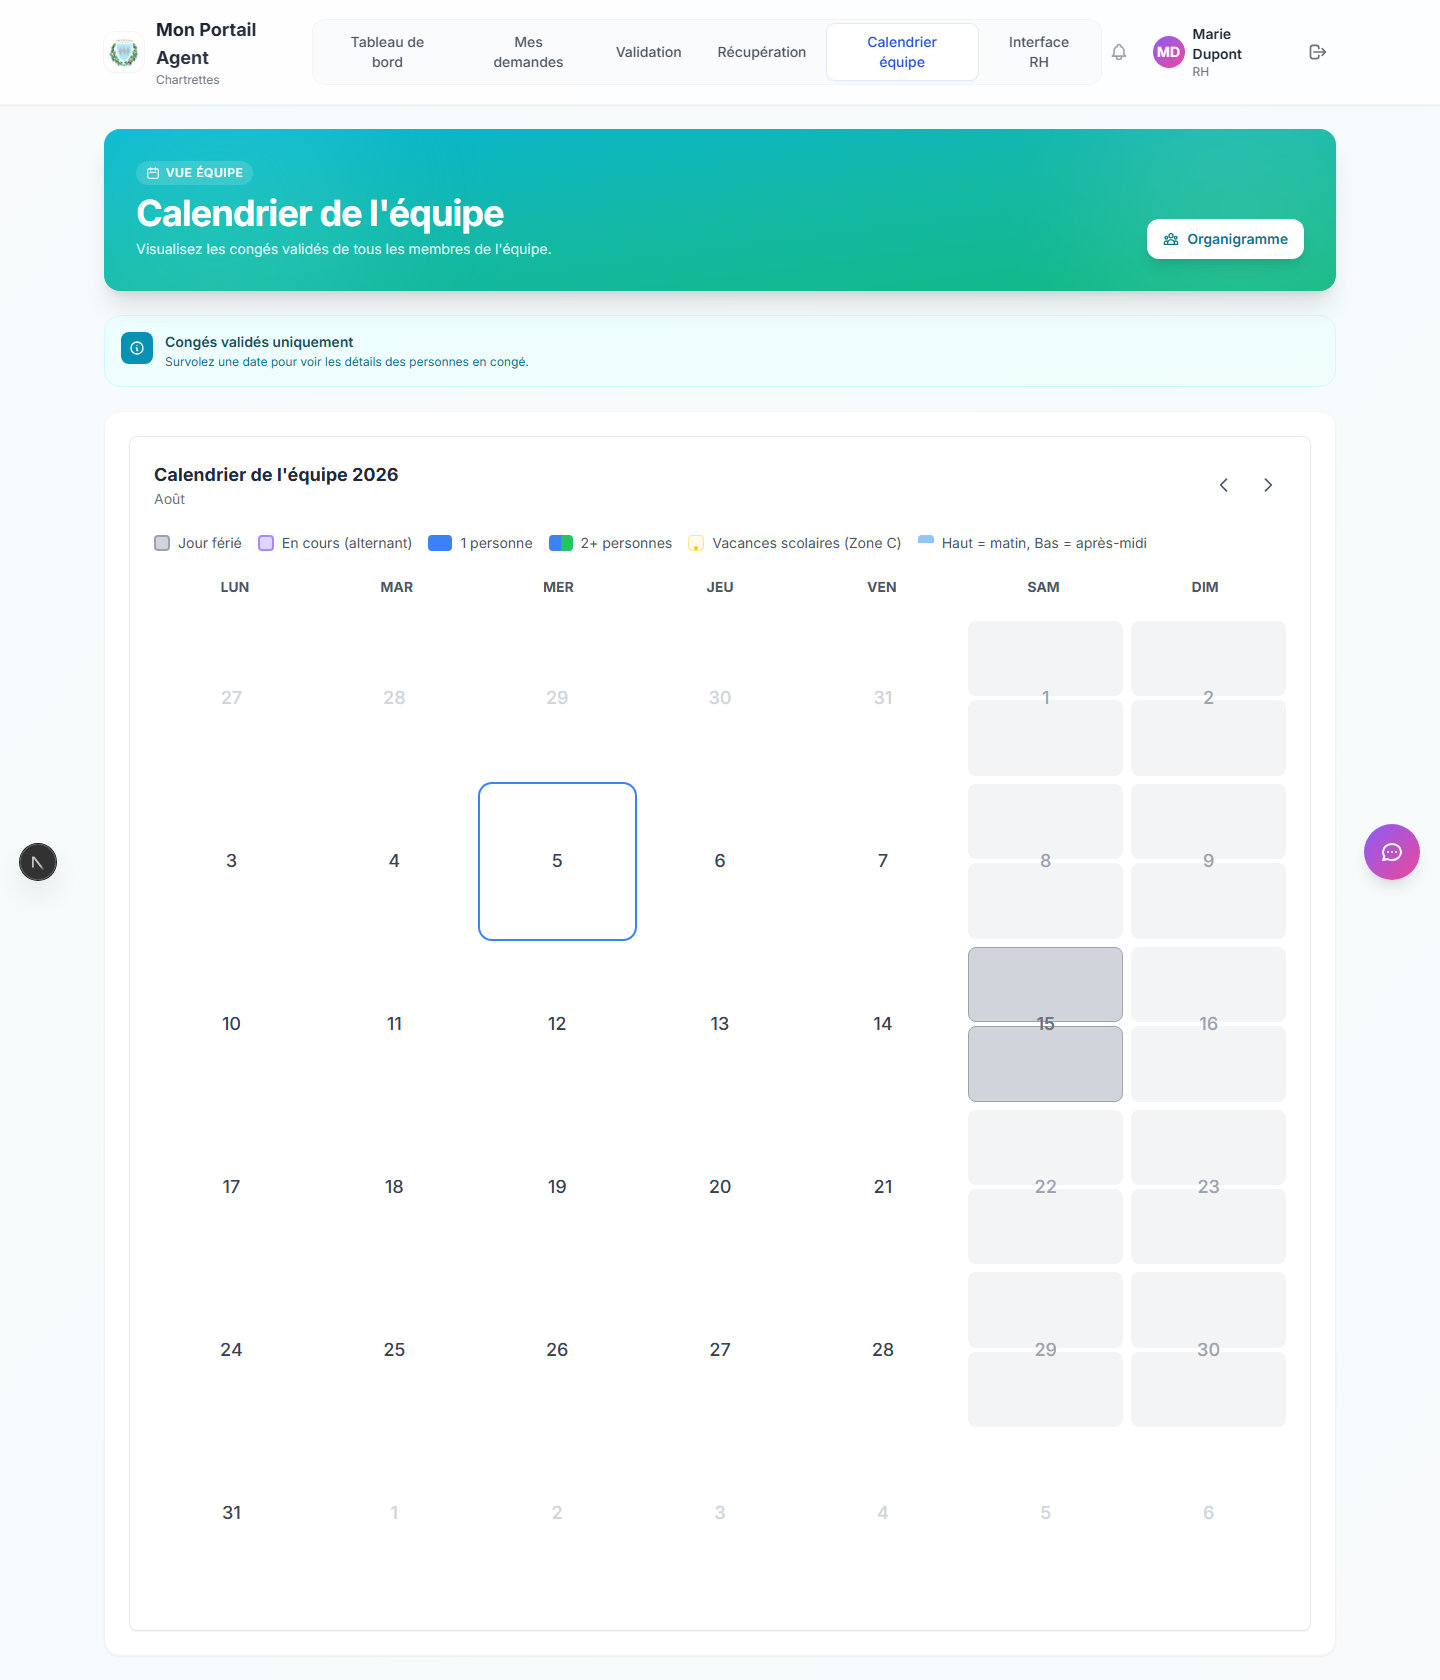 Mon Portail
Agent
Chartrettes
Tableau de
bord
Mes
demandes
Validation
Récupération
Calendrier
équipe
Interface
RH
MD
Marie
Dupont
RH
VUE ÉQUIPE
Calendrier de l'équipe
Visualisez les congés validés de tous les membres de l'équipe.
Organigramme
Congés validés uniquement
Survolez une date pour voir les détails des personnes en congé.
Calendrier de l'équipe 2026
Août
Jour férié
En cours (alternant)
1 personne
2+ personnes
Vacances scolaires (Zone C)
Haut = matin, Bas = après-midi
LUN MAR MER JEU VEN SAM DIM
27 28 29 30 31 1 2
3 4 5 6 7 8 9
10 11 12 13 14 15 16
17 18 19 20 21 22 23
24 25 26 27 28 29 30
31 1 2 3 4 5 6